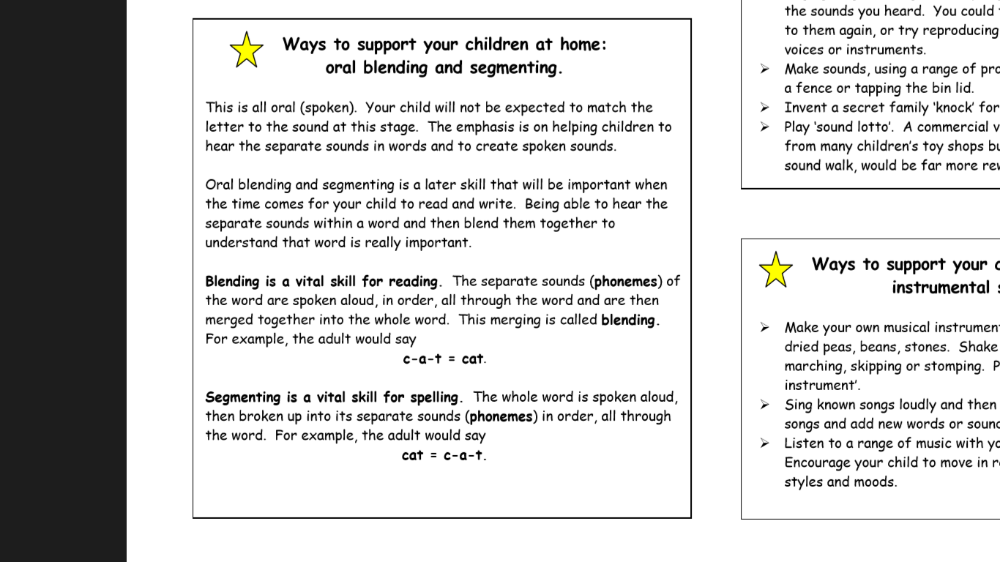 Ways to support your children at home:
oral blending and segmenting.
This is all oral (spoken).  Your child will not be expected to match the
letter to the sound at this stage.  The emphasis is on helping children to
hear the separate sounds in words and to create spoken sounds.
Oral blending and segmenting is a later skill that will be important when
the time comes for your child to read and write.  Being able to hear the
separate sounds within a word and then blend them together to
understand that word is really important.
Blending is a vital skill for reading.  The separate sounds (phonemes) of
the word are spoken aloud, in order, all through the word and are then
merged together into the whole word.  This merging is called blending.
For example, the adult would say
c-a-t = cat.
Segmenting is a vital skill for spelling.  The whole word is spoken aloud,
then broken up into its separate sounds (phonemes) in order, all through
the word.  For example, the adult would say
cat = c-a-t.
the sounds you heard.  You could
to them again, or try reproducing
voices or instruments.
➢ Make sounds, using a range of
a fence or tapping the bin lid.
➢ Invent a secret family ‘knock’ for
➢ Play ‘sound lotto’.  A commercial
from many children’s toy shops
sound walk, would be far more
Ways to support your
instrumental
➢ Make your own musical
dried peas, beans, stones.  Shake
marching, skipping or stomping.
instrument’.
➢ Sing known songs loudly and then
songs and add new words or
➢ Listen to a range of music with
Encourage your child to move in
styles and moods.